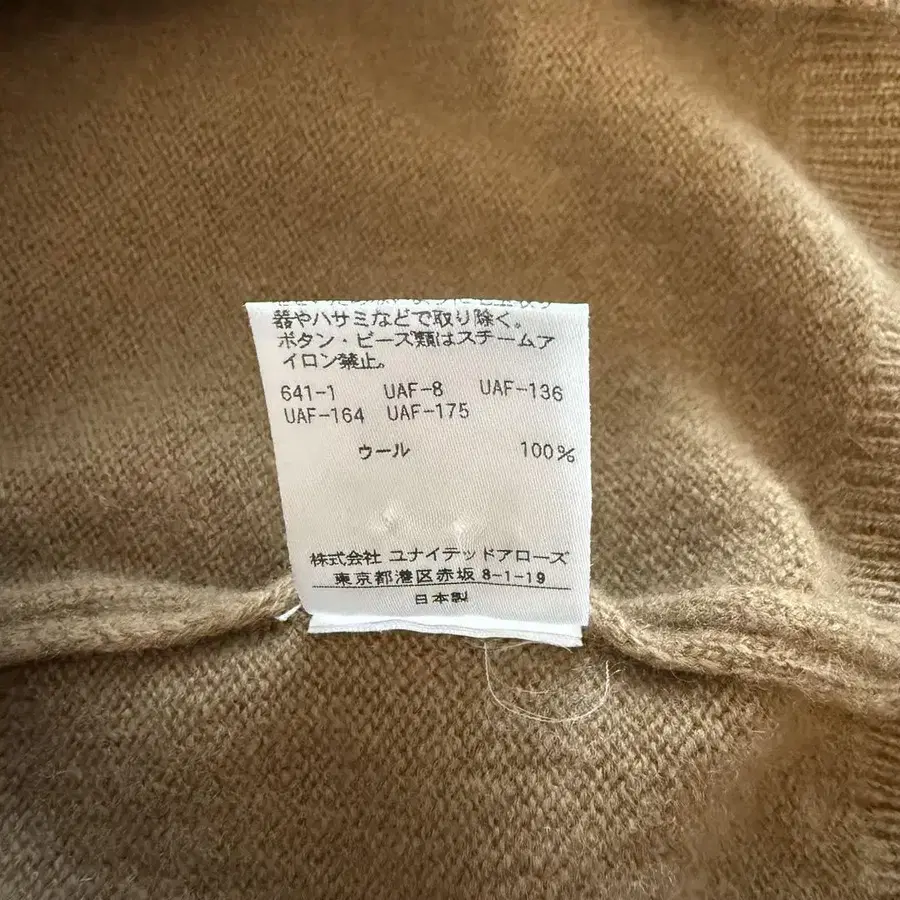 器やハサミなどで取り除く。
ボタン・ビーズ類はスチームア
イロン禁止。
641-1 UAF-8 UAF-136
UAF-164 UAF-175
ウール 100%
株式会社 ユナイテッドアローズ
東京都港区赤坂 8-1-19
日本製